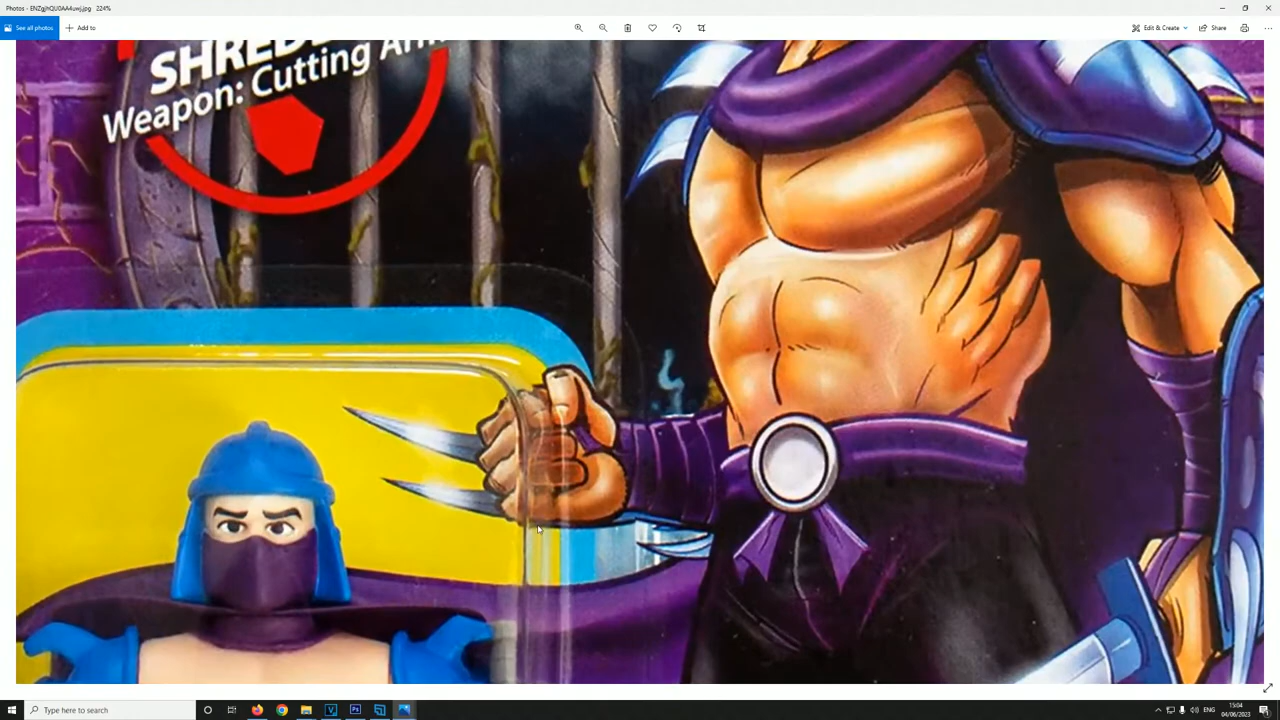 Photos - ENZgjhQU0AA4uwj.jpg 224%
See all photos
Add to
Edit & Create
Share
Weapon: Cutting Arm
Type here to search
ENG
15:04
04/06/2023